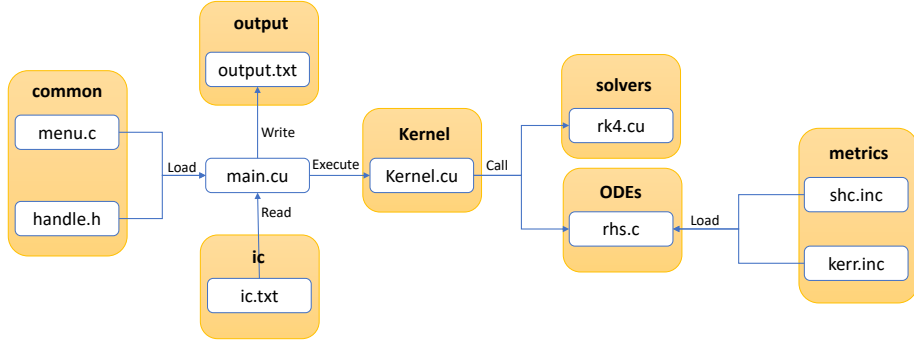 output
output.txt
common
menu.c
handle.h
Load
Write
main.cu
Read
ic
ic.txt
Execute
Kernel
Kernel.cu
Call
solvers
rk4.cu
ODEs
rhs.c
Load
metrics
shc.inc
kerr.inc